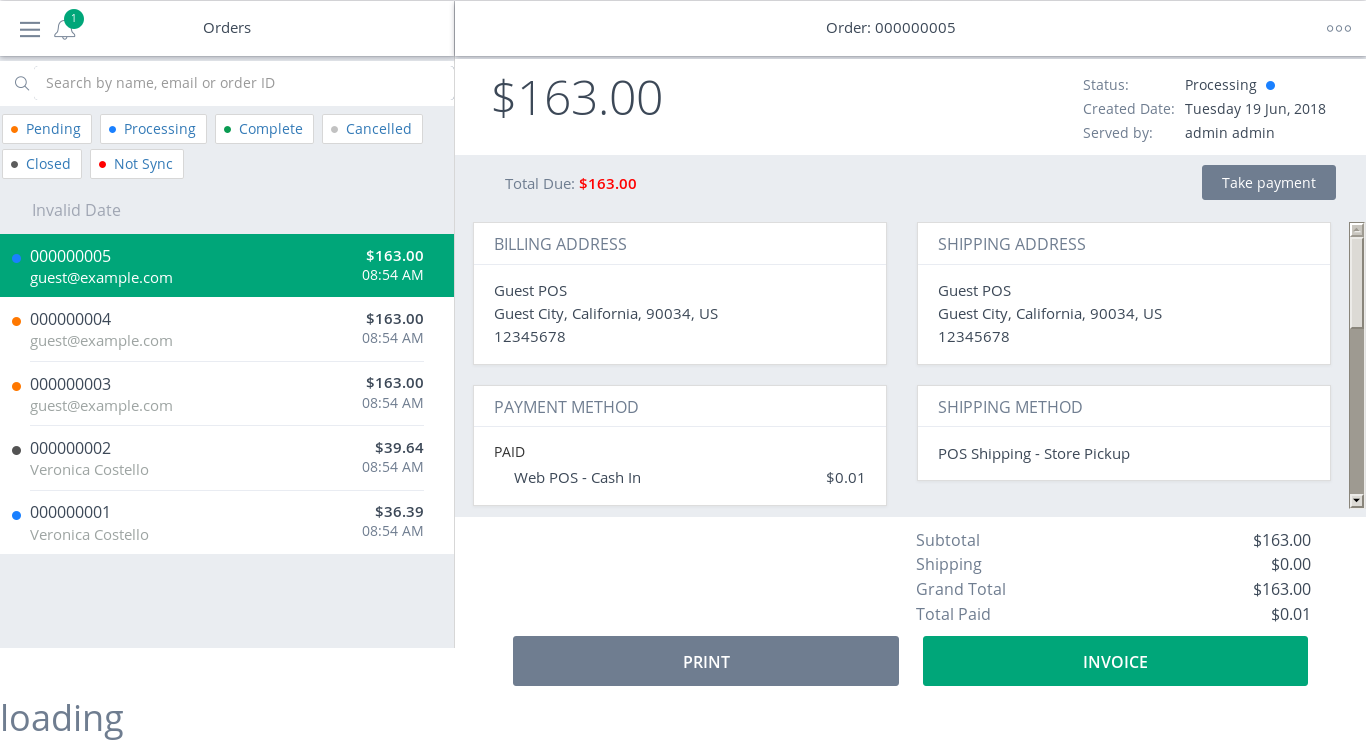 1
Orders
Order: 000000005
Search by name, email or order ID
Pending
Processing
Complete
Cancelled
Closed
Not Sync
Invalid Date
000000005 $163.00
guest@example.com 08:54 AM
000000004 $163.00
guest@example.com 08:54 AM
000000003 $163.00
guest@example.com 08:54 AM
000000002 $39.64
Veronica Costello 08:54 AM
000000001 $36.39
Veronica Costello 08:54 AM
$163.00
Status: Processing
Created Date: Tuesday 19 Jun, 2018
Served by: admin admin
Total Due: $163.00
Take payment
BILLING ADDRESS
Guest POS
Guest City, California, 90034, US
12345678
SHIPPING ADDRESS
Guest POS
Guest City, California, 90034, US
12345678
PAYMENT METHOD
PAID
Web POS - Cash In $0.01
SHIPPING METHOD
POS Shipping - Store Pickup
Subtotal $163.00
Shipping $0.00
Grand Total $163.00
Total Paid $0.01
PRINT
INVOICE
loading